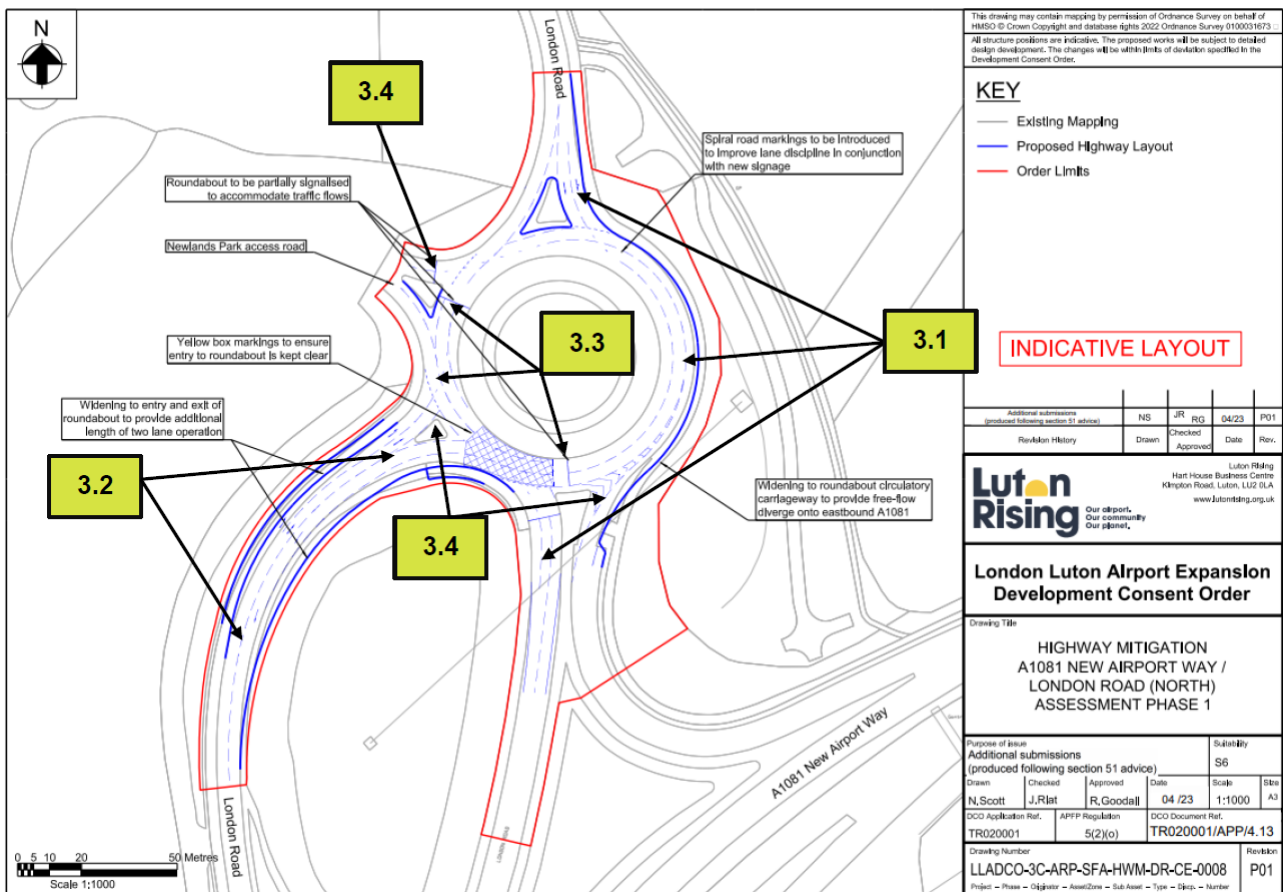 N
London Road
3.4
Spiral road markings to be introduced
to improve lane discipline in conjunction
with new signage
Roundabout to be partially signalised
to accommodate traffic flows
Newlands Park access road
3.3
3.1
Yellow box markings to ensure
entry to roundabout is kept clear
Widening to entry and exit of
roundabout to provide additional
length of two lane operation
3.2
Widening to roundabout circulatory
carriageway to provide free-flow
diverge onto eastbound A1081
3.4
A1081 New Airport Way
London Road
LONDON ROAD
0 5 10 20 50 Metres
Scale 1:1000
This drawing may contain mapping by permission of Ordnance Survey on behalf of
HMSO © Crown Copyright and database rights 2022 Ordnance Survey 0100031673
All structure positions are indicative. The proposed works will be subject to detailed
design development. The changes will be within limits of deviation specified in the
Development Consent Order.
KEY
Existing Mapping
Proposed Highway Layout
Order Limits
INDICATIVE LAYOUT
Additional submissions
(produced following section 51 advice)
NS
JR
RG
04/23
P01
Revision History
Drawn
Checked
Approved
Date
Rev.
Luton
Rising
Our airport.
Our community
Our planet.
Luton Rising
Hart House Business Centre
Kimpton Road, Luton, LU2 0LA
www.lutonrising.org.uk
London Luton Airport Expansion
Development Consent Order
Drawing Title
HIGHWAY MITIGATION
A1081 NEW AIRPORT WAY /
LONDON ROAD (NORTH)
ASSESSMENT PHASE 1
Purpose of issue
Additional submissions
(produced following section 51 advice)
Suitability
S6
Drawn
N.Scott
Checked
J.Riat
Approved
R.Goodall
Date
04 /23
Scale
1:1000
Size
A3
DCO Application Ref.
TR020001
APFP Regulation
5(2)(o)
DCO Document Ref.
TR020001/APP/4.13
Drawing Number
LLADCO-3C-ARP-SFA-HWM-DR-CE-0008
Revision
P01
Project – Phase – Originator – Asset/Zone – Sub Asset – Type – Discp. – Number